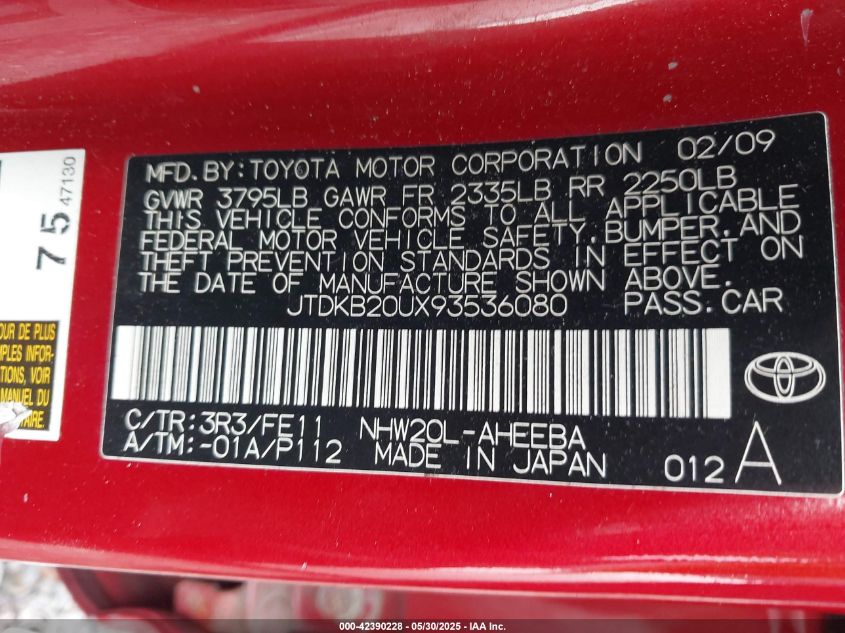 MFD. BY: TOYOTA MOTOR CORPORATION 02/09
GVWR 3795LB GAWR FR 2335LB RR 2250LB
THIS VEHICLE CONFORMS TO ALL APPLICABLE
FEDERAL MOTOR VEHICLE SAFETY, BUMPER, AND
THEFT PREVENTION STANDARDS IN EFFECT ON
THE DATE OF MANUFACTURE SHOWN ABOVE.
JTDKB20UX93536080 PASS. CAR
C/TR: 3R3/FE11 NHW20L-AHEEBA
A/TM: -01A/P112 MADE IN JAPAN
012 A
75 47130
OUR DE PLUS
INFOR-
TIONS, VOIR
MANUEL DU
TAIRE.
000-42390228 - 05/30/2025 - IAA Inc.